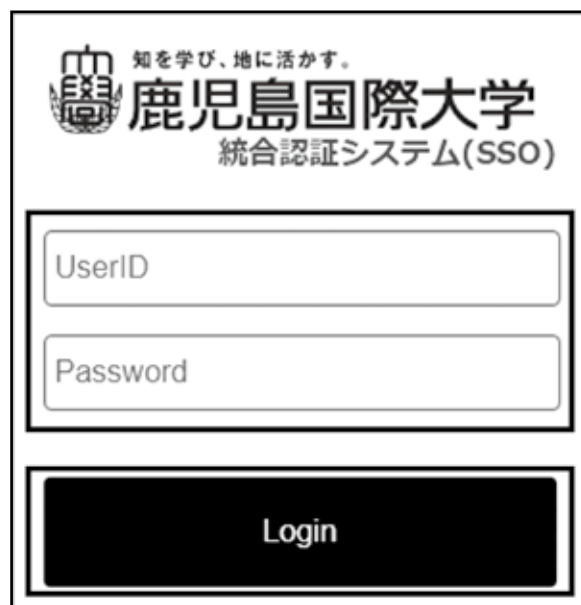 知を学び、地に活かす。
鹿児島国際大学
統合認証システム(SSO)
UserID
Password
Login